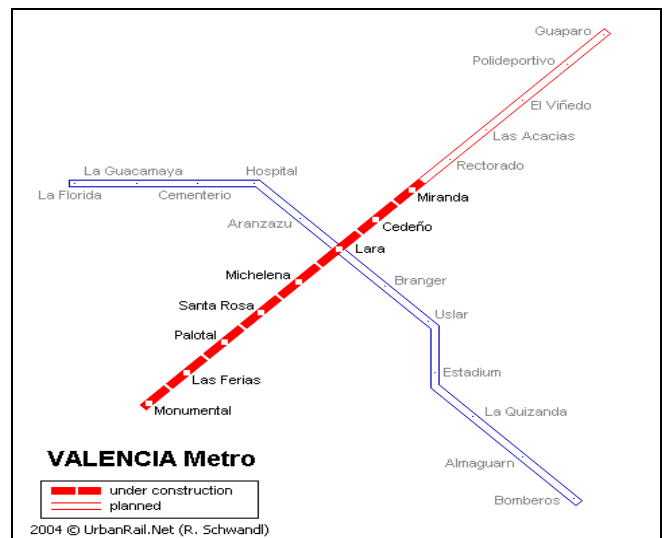 Guaparo
Polideportivo
El Viñedo
Las Acacias
Rectorado
La Guacamaya
Hospital
La Florida
Cementerio
Miranda
Aranzazu
Cedeño
Lara
Michelena
Branger
Santa Rosa
Uslar
Palotal
Estadium
Las Ferias
Monumental
La Quizanda
VALENCIA Metro
Almaguarn
under construction
Bomberos
planned
2004 © UrbanRail.Net (R. Schwandl)